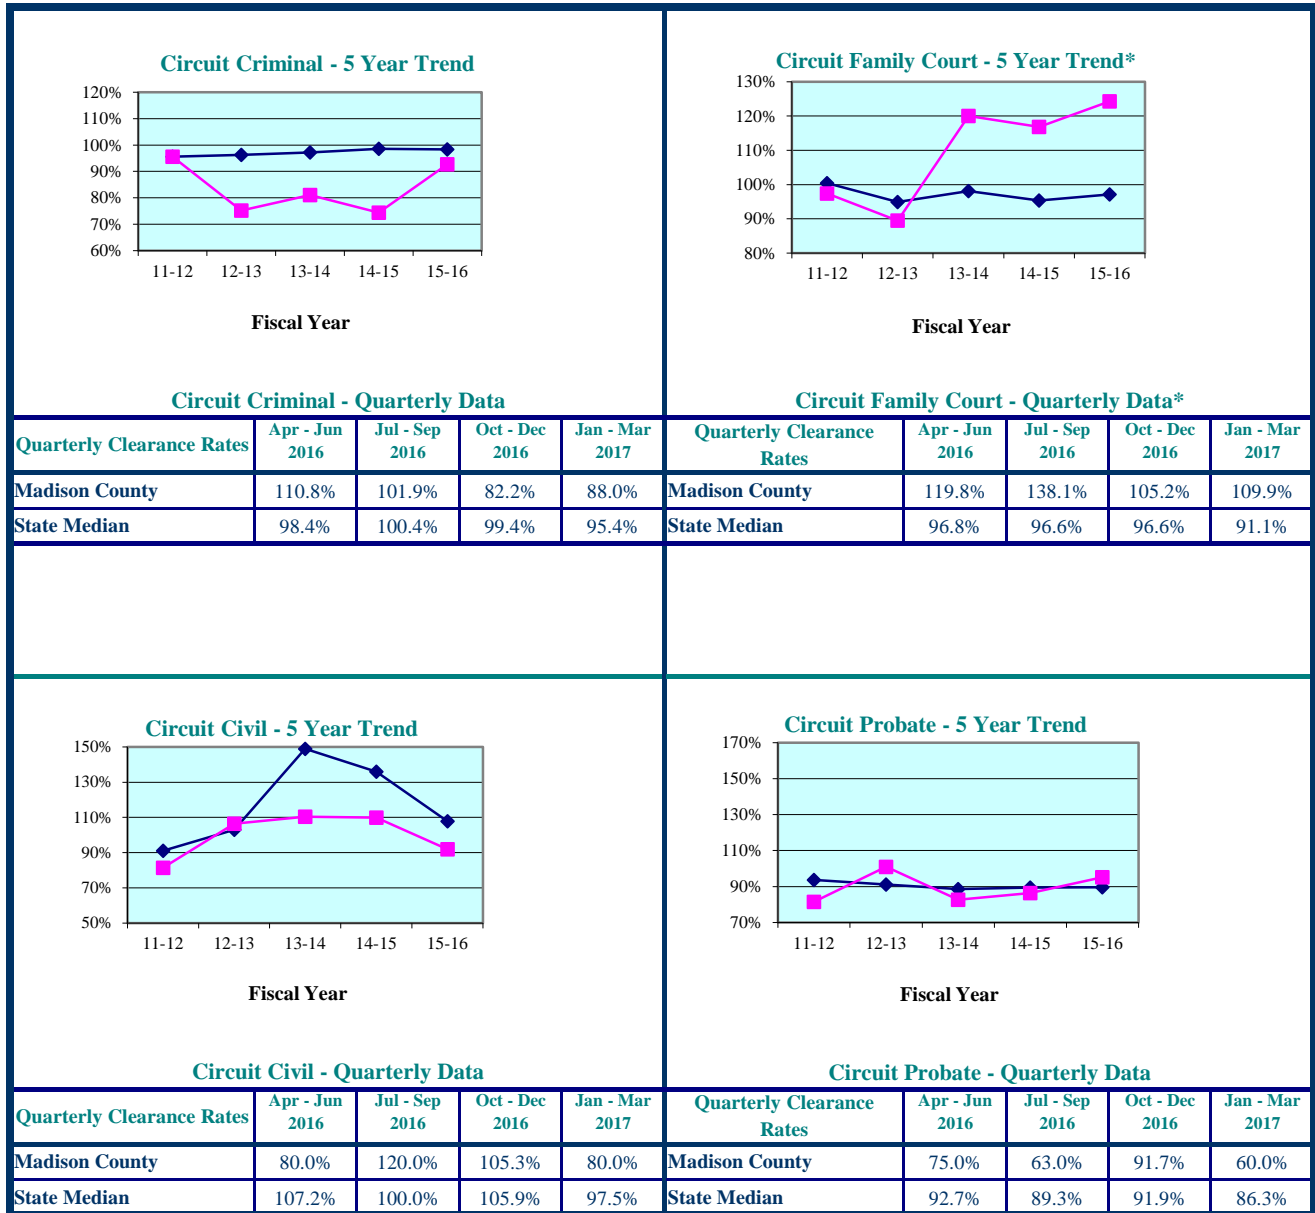 Circuit Criminal - 5 Year Trend
120%
110%
100%
90%
80%
70%
60%
11-12 12-13 13-14 14-15 15-16
Fiscal Year
Circuit Criminal - Quarterly Data
Quarterly Clearance Rates Apr - Jun 2016 Jul - Sep 2016 Oct - Dec 2016 Jan - Mar 2017
Madison County 110.8% 101.9% 82.2% 88.0%
State Median 98.4% 100.4% 99.4% 95.4%
Circuit Family Court - 5 Year Trend*
130%
120%
110%
100%
90%
80%
11-12 12-13 13-14 14-15 15-16
Fiscal Year
Circuit Family Court - Quarterly Data*
Quarterly Clearance Rates Apr - Jun 2016 Jul - Sep 2016 Oct - Dec 2016 Jan - Mar 2017
Madison County 119.8% 138.1% 105.2% 109.9%
State Median 96.8% 96.6% 96.6% 91.1%
Circuit Civil - 5 Year Trend
150%
130%
110%
90%
70%
50%
11-12 12-13 13-14 14-15 15-16
Fiscal Year
Circuit Civil - Quarterly Data
Quarterly Clearance Rates Apr - Jun 2016 Jul - Sep 2016 Oct - Dec 2016 Jan - Mar 2017
Madison County 80.0% 120.0% 105.3% 80.0%
State Median 107.2% 100.0% 105.9% 97.5%
Circuit Probate - 5 Year Trend
170%
150%
130%
110%
90%
70%
11-12 12-13 13-14 14-15 15-16
Fiscal Year
Circuit Probate - Quarterly Data
Quarterly Clearance Rates Apr - Jun 2016 Jul - Sep 2016 Oct - Dec 2016 Jan - Mar 2017
Madison County 75.0% 63.0% 91.7% 60.0%
State Median 92.7% 89.3% 91.9% 86.3%